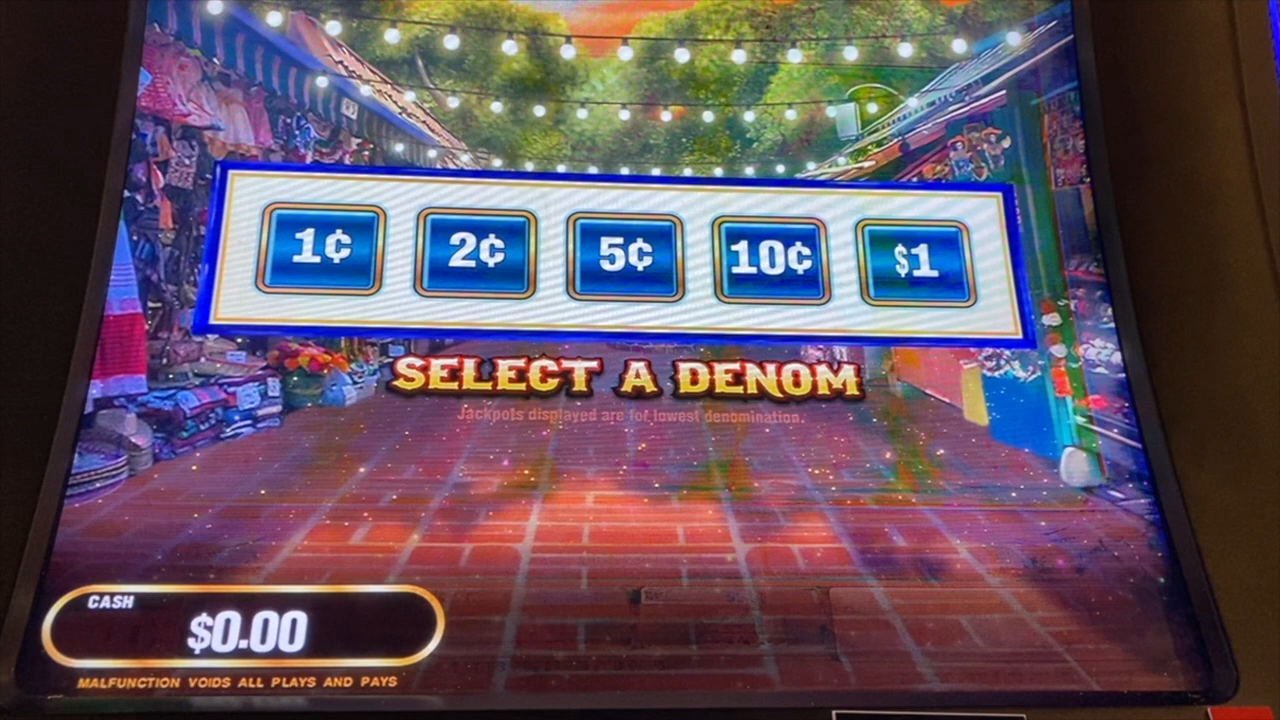 1¢ 2¢ 5¢ 10¢ $1
SELECT A DENOM
Jackpots displayed are for lowest denomination.
CASH
$0.00
MALFUNCTION VOIDS ALL PLAYS AND PAYS